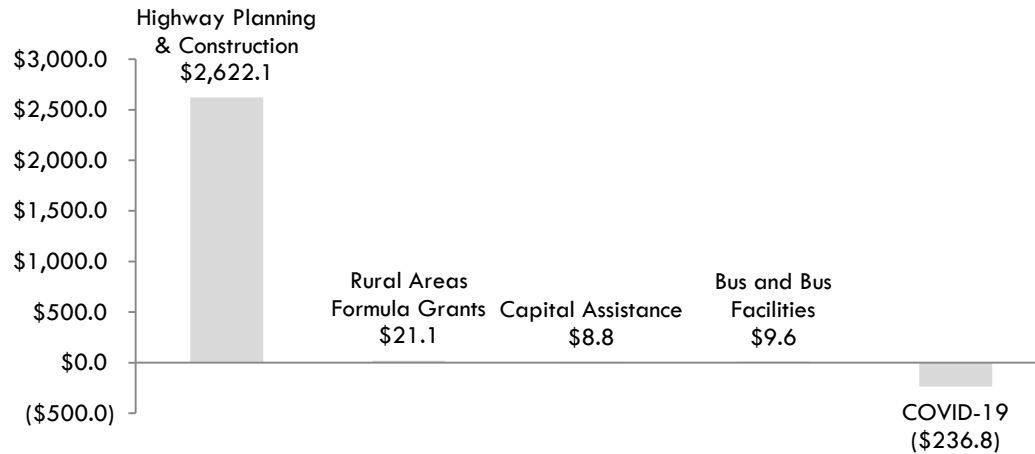 Highway Planning
& Construction
$2,622.1
$3,000.0
$2,500.0
$2,000.0
$1,500.0
$1,000.0
$500.0
$0.0
($500.0)
Rural Areas
Formula Grants
$21.1
Capital Assistance
$8.8
Bus and Bus
Facilities
$9.6
COVID-19
($236.8)